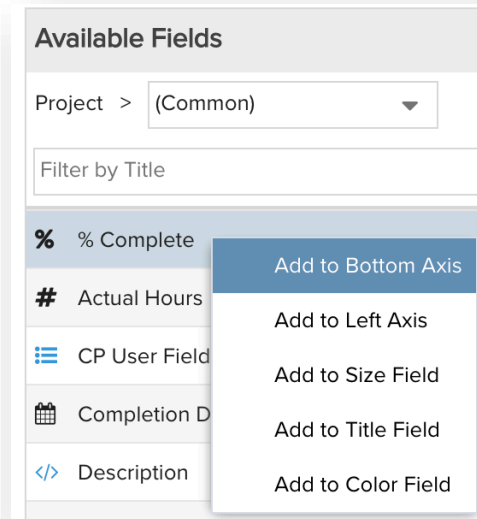 Available Fields
Project > (Common)
Filter by Title
% % Complete
Add to Bottom Axis
# Actual Hours
Add to Left Axis
CP User Field
Add to Size Field
Completion D
Add to Title Field
</> Description
Add to Color Field